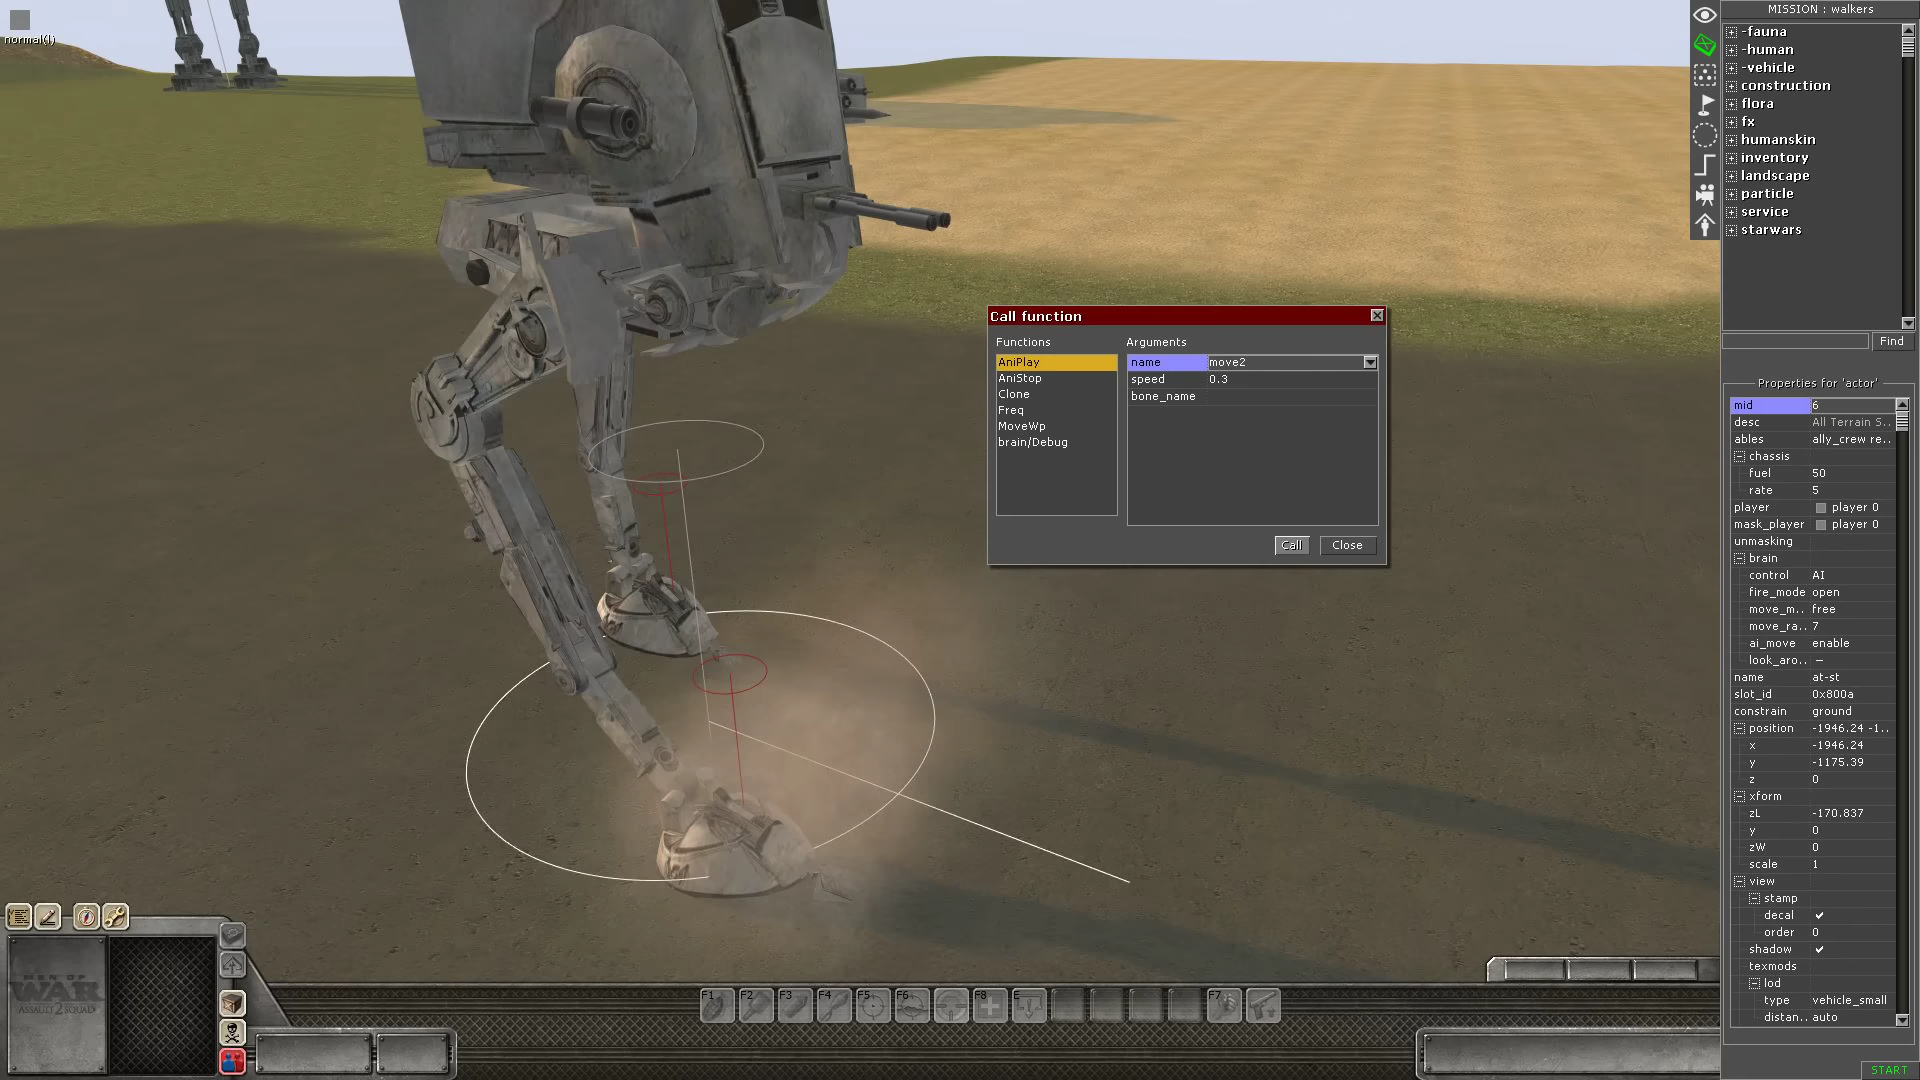 normal(l)
MISSION : walkers
-fauna
-human
-vehicle
construction
flora
fx
humanskin
inventory
landscape
particle
service
starwars
Find
Call function
Functions
Arguments
AniPlay
AniStop
Clone
Freq
MoveWp
brain/Debug
name move2
speed 0.3
bone_name
Call
Close
Properties for 'actor'
mid 6
desc All Terrain S..
ables ally_crew re..
chassis
fuel 50
rate 5
player player 0
mask_player player 0
unmasking
brain
control AI
fire_mode open
move_m.. free
move_ra.. 7
ai_move enable
look_aro.. —
name at-st
slot_id 0x800a
constrain ground
position -1946.24 -1..
x -1946.24
y -1175.39
z 0
xform
zL -170.837
y 0
zW 0
scale 1
view
stamp
decal
order 0
shadow
texmods
lod
type vehicle_small
distan.. auto
START
MEN OF
WAR
ASSAULT 2 SQUAD
F1
F2
F3
F4
F5
F6
F8
E
F7